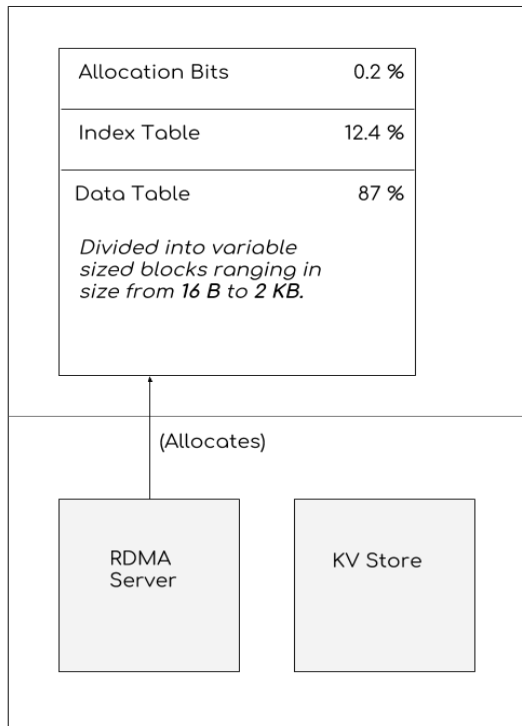 Allocation Bits 0.2 %
Index Table 12.4 %
Data Table 87 %
Divided into variable
sized blocks ranging in
size from 16 B to 2 KB.
(Allocates)
RDMA
Server
KV Store